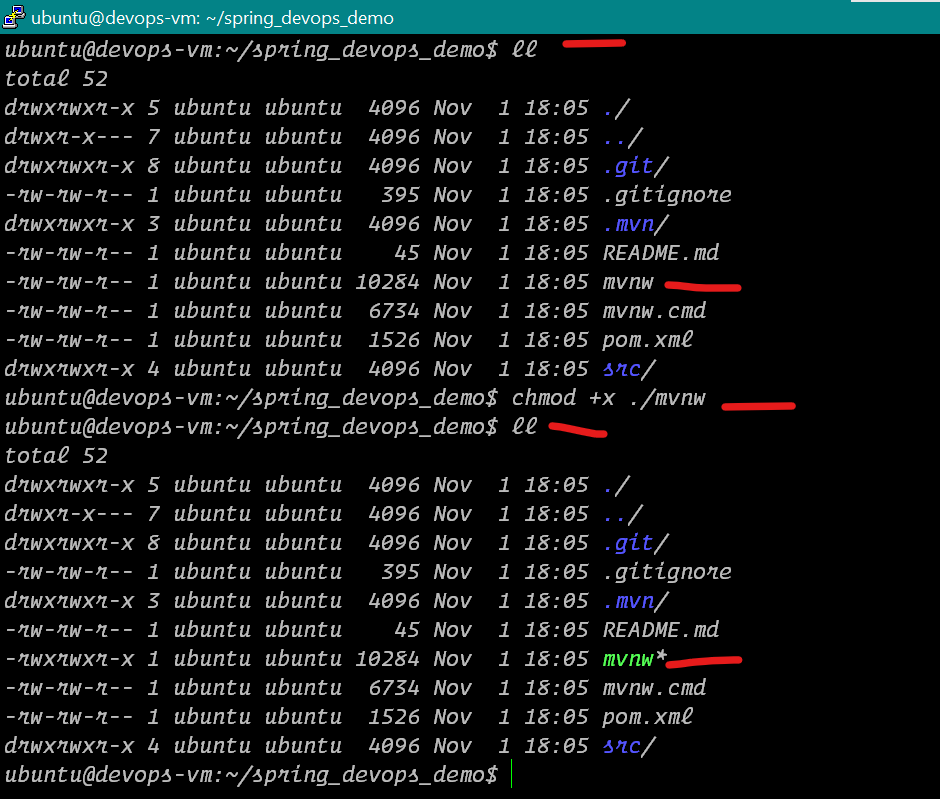 ubuntu@devops-vm: ~/spring_devops_demo
ubuntu@devops-vm:~/spring_devops_demo$ ll
total 52
drwxrwxr-x 5 ubuntu ubuntu  4096 Nov  1 18:05 ./
drwxr-x--- 7 ubuntu ubuntu  4096 Nov  1 18:05 ../
drwxrwxr-x 8 ubuntu ubuntu  4096 Nov  1 18:05 .git/
-rw-rw-r-- 1 ubuntu ubuntu   395 Nov  1 18:05 .gitignore
drwxrwxr-x 3 ubuntu ubuntu  4096 Nov  1 18:05 .mvn/
-rw-rw-r-- 1 ubuntu ubuntu    45 Nov  1 18:05 README.md
-rw-rw-r-- 1 ubuntu ubuntu 10284 Nov  1 18:05 mvnw
-rw-rw-r-- 1 ubuntu ubuntu  6734 Nov  1 18:05 mvnw.cmd
-rw-rw-r-- 1 ubuntu ubuntu  1526 Nov  1 18:05 pom.xml
drwxrwxr-x 4 ubuntu ubuntu  4096 Nov  1 18:05 src/
ubuntu@devops-vm:~/spring_devops_demo$ chmod +x ./mvnw
ubuntu@devops-vm:~/spring_devops_demo$ ll
total 52
drwxrwxr-x 5 ubuntu ubuntu  4096 Nov  1 18:05 ./
drwxr-x--- 7 ubuntu ubuntu  4096 Nov  1 18:05 ../
drwxrwxr-x 8 ubuntu ubuntu  4096 Nov  1 18:05 .git/
-rw-rw-r-- 1 ubuntu ubuntu   395 Nov  1 18:05 .gitignore
drwxrwxr-x 3 ubuntu ubuntu  4096 Nov  1 18:05 .mvn/
-rw-rw-r-- 1 ubuntu ubuntu    45 Nov  1 18:05 README.md
-rwxrwxr-x 1 ubuntu ubuntu 10284 Nov  1 18:05 mvnw*
-rw-rw-r-- 1 ubuntu ubuntu  6734 Nov  1 18:05 mvnw.cmd
-rw-rw-r-- 1 ubuntu ubuntu  1526 Nov  1 18:05 pom.xml
drwxrwxr-x 4 ubuntu ubuntu  4096 Nov  1 18:05 src/
ubuntu@devops-vm:~/spring_devops_demo$